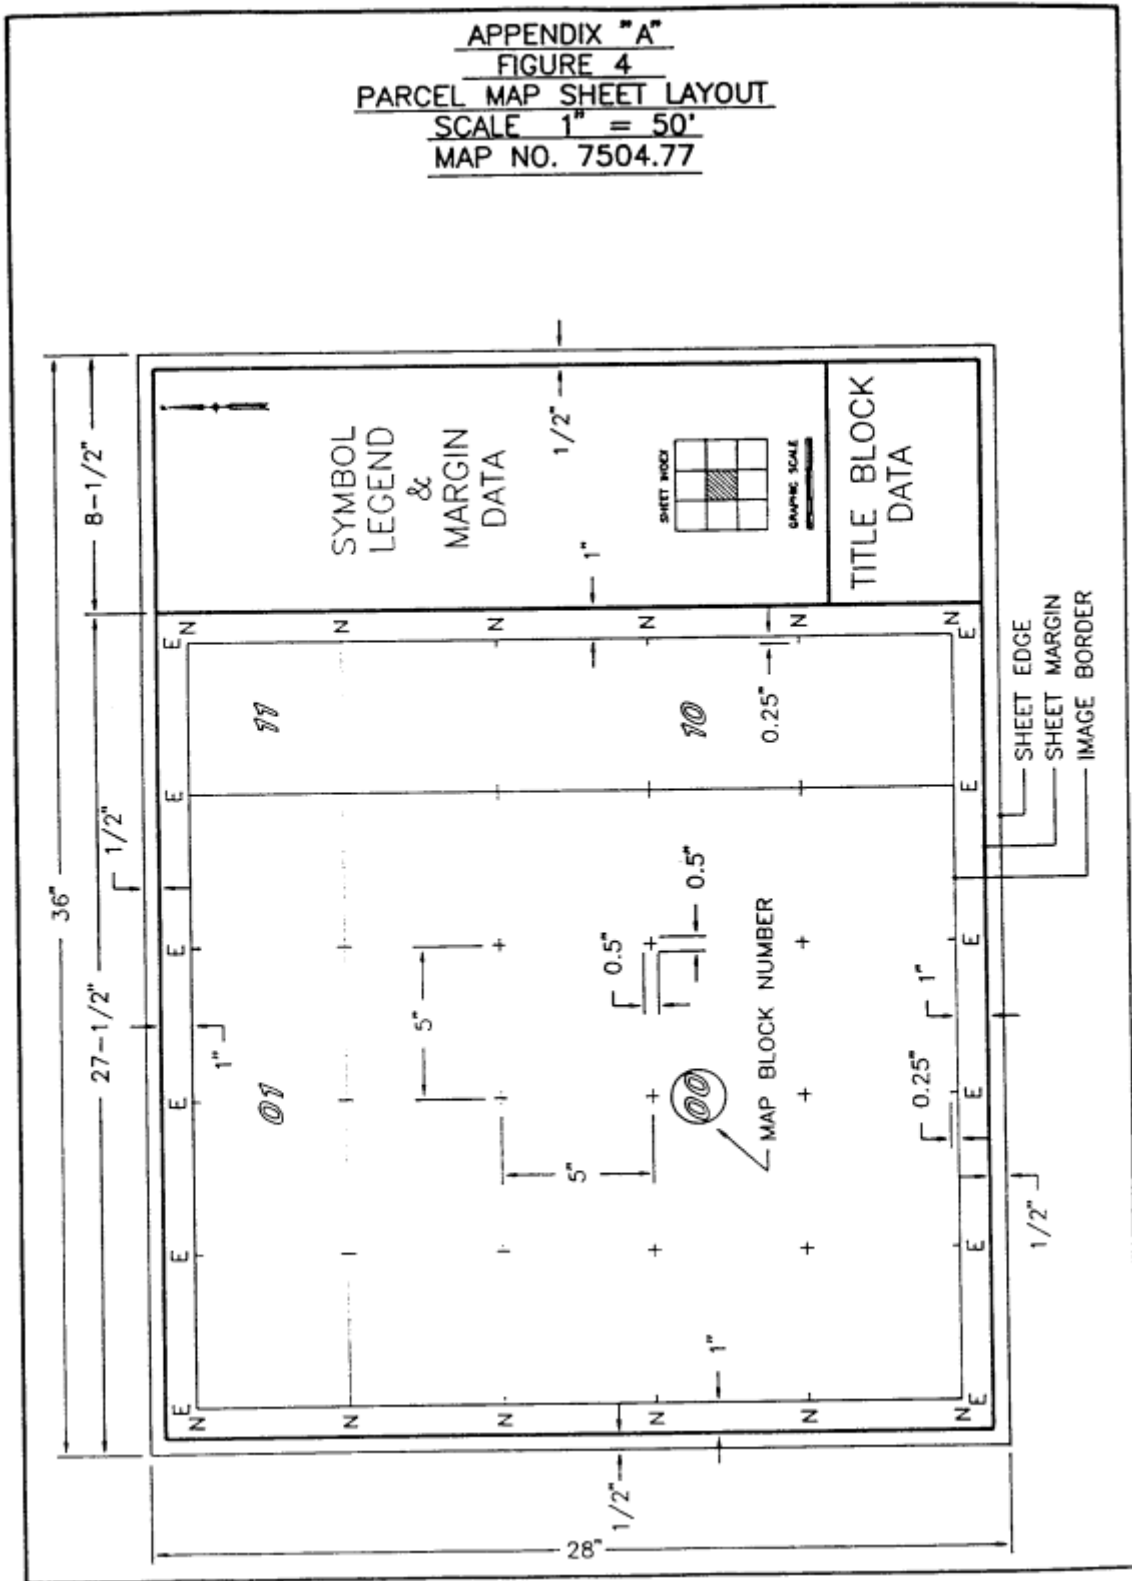 APPENDIX "A"
FIGURE 4
PARCEL MAP SHEET LAYOUT
SCALE 1" = 50'
MAP NO. 7504.77
36"
27-1/2"
8-1/2"
1/2"
SYMBOL
LEGEND
&
MARGIN
DATA
1/2"
SHEET INDEX
GRAPHIC SCALE
TITLE BLOCK
DATA
1"
E
N
N
N
N
N
E
11
10
0.25"
E
E
SHEET EDGE
SHEET MARGIN
IMAGE BORDER
E
E
0.5"
0.5"
5"
1"
01
00
MAP BLOCK NUMBER
5"
E
E
1"
0.25"
1/2"
E
E
1"
E
N
N
N
N
N
N
E
1/2"
28"